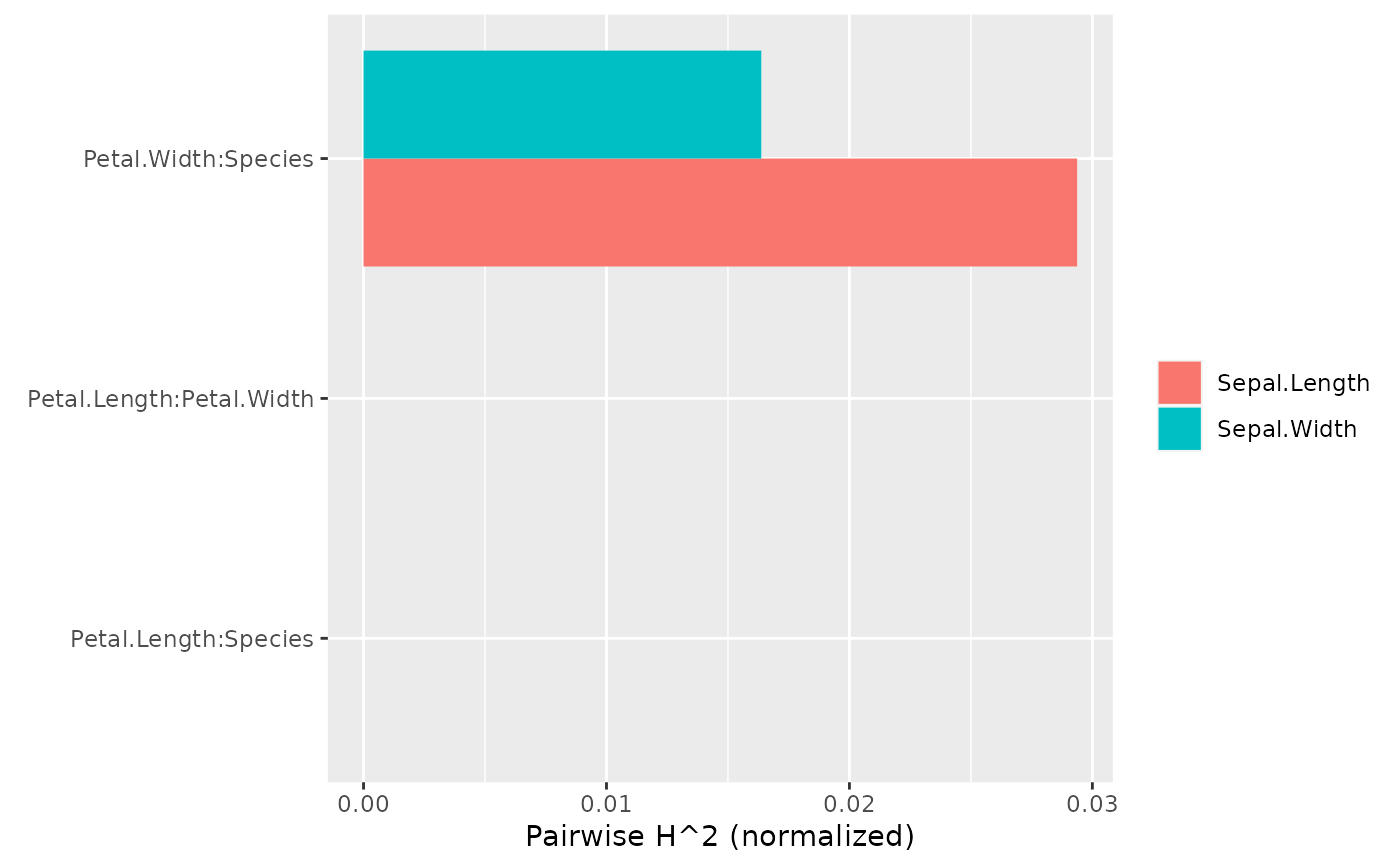 Petal.Width:Species
Petal.Length:Petal.Width
Petal.Length:Species
0.00 0.01 0.02 0.03
Pairwise H^2 (normalized)
Sepal.Length
Sepal.Width